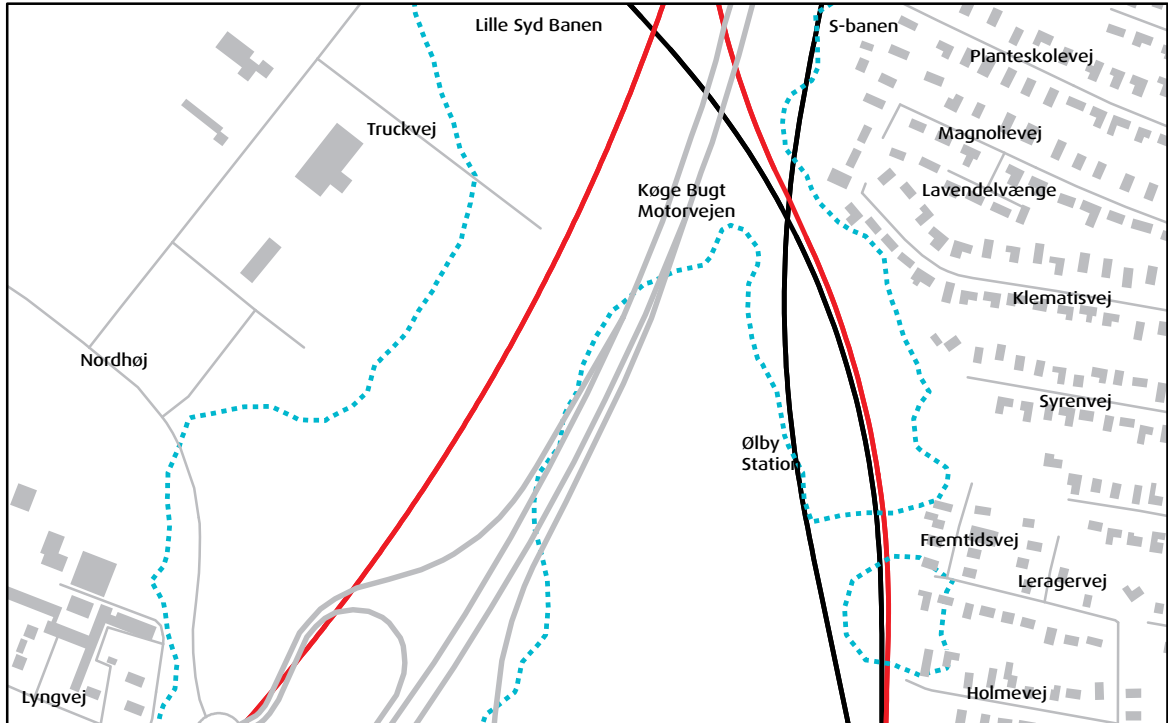 Lille Syd Banen
S-banen
Planteskolevej
Truckvej
Magnolievej
Køge Bugt
Motorvejen
Lavendelvænge
Klematisvej
Nordhøj
Syrenvej
Ølby
Station
Fremtidsvej
Leragervej
Lyngvej
Holmevej